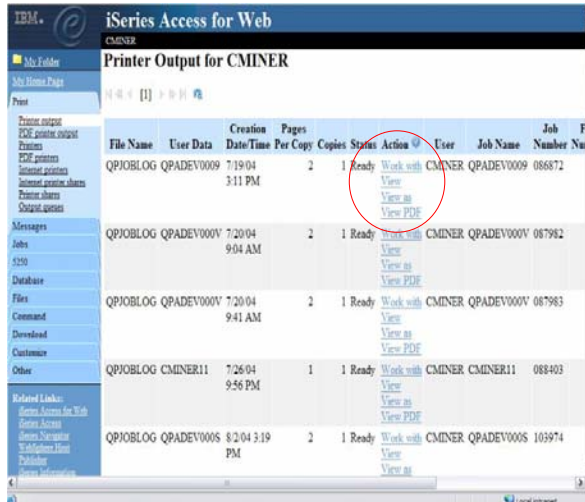 IBM.
iSeries Access for Web
CMINER
My Folder
My Home Page
Print
Printer output
PDF printer output
Printers
PDF printers
Internet printers
Internet printer shares
Printer shares
Output queues
Messages
Jobs
5250
Database
Files
Command
Download
Customize
Other
Related Links:
iSeries Access for Web
iSeries Access
iSeries Navigator
WebSphere Host
Publisher
iSeries Information
Printer Output for CMINER
[1]
File Name User Data Creation Date/Time Pages Per Copy Copies Status Action User Job Name Job Number
QPJOBLOG QPADEV0009 7/19/04 2 1 Ready Work with CMINER QPADEV0009 086872
3:11 PM View
View as
View PDF
QPJOBLOG QPADEV000V 7/20/04 2 1 Ready Work with CMINER QPADEV000V 087982
9:04 AM View
View as
View PDF
QPJOBLOG QPADEV000V 7/20/04 2 1 Ready Work with CMINER QPADEV000V 087983
9:41 AM View
View as
View PDF
QPJOBLOG CMINER11 7/26/04 1 1 Ready Work with CMINER CMINER11 088403
9:56 PM View
View as
View PDF
QPJOBLOG QPADEV000S 8/2/04 3:19 2 1 Ready Work with CMINER QPADEV000S 103974
PM View
View as
Local intranet